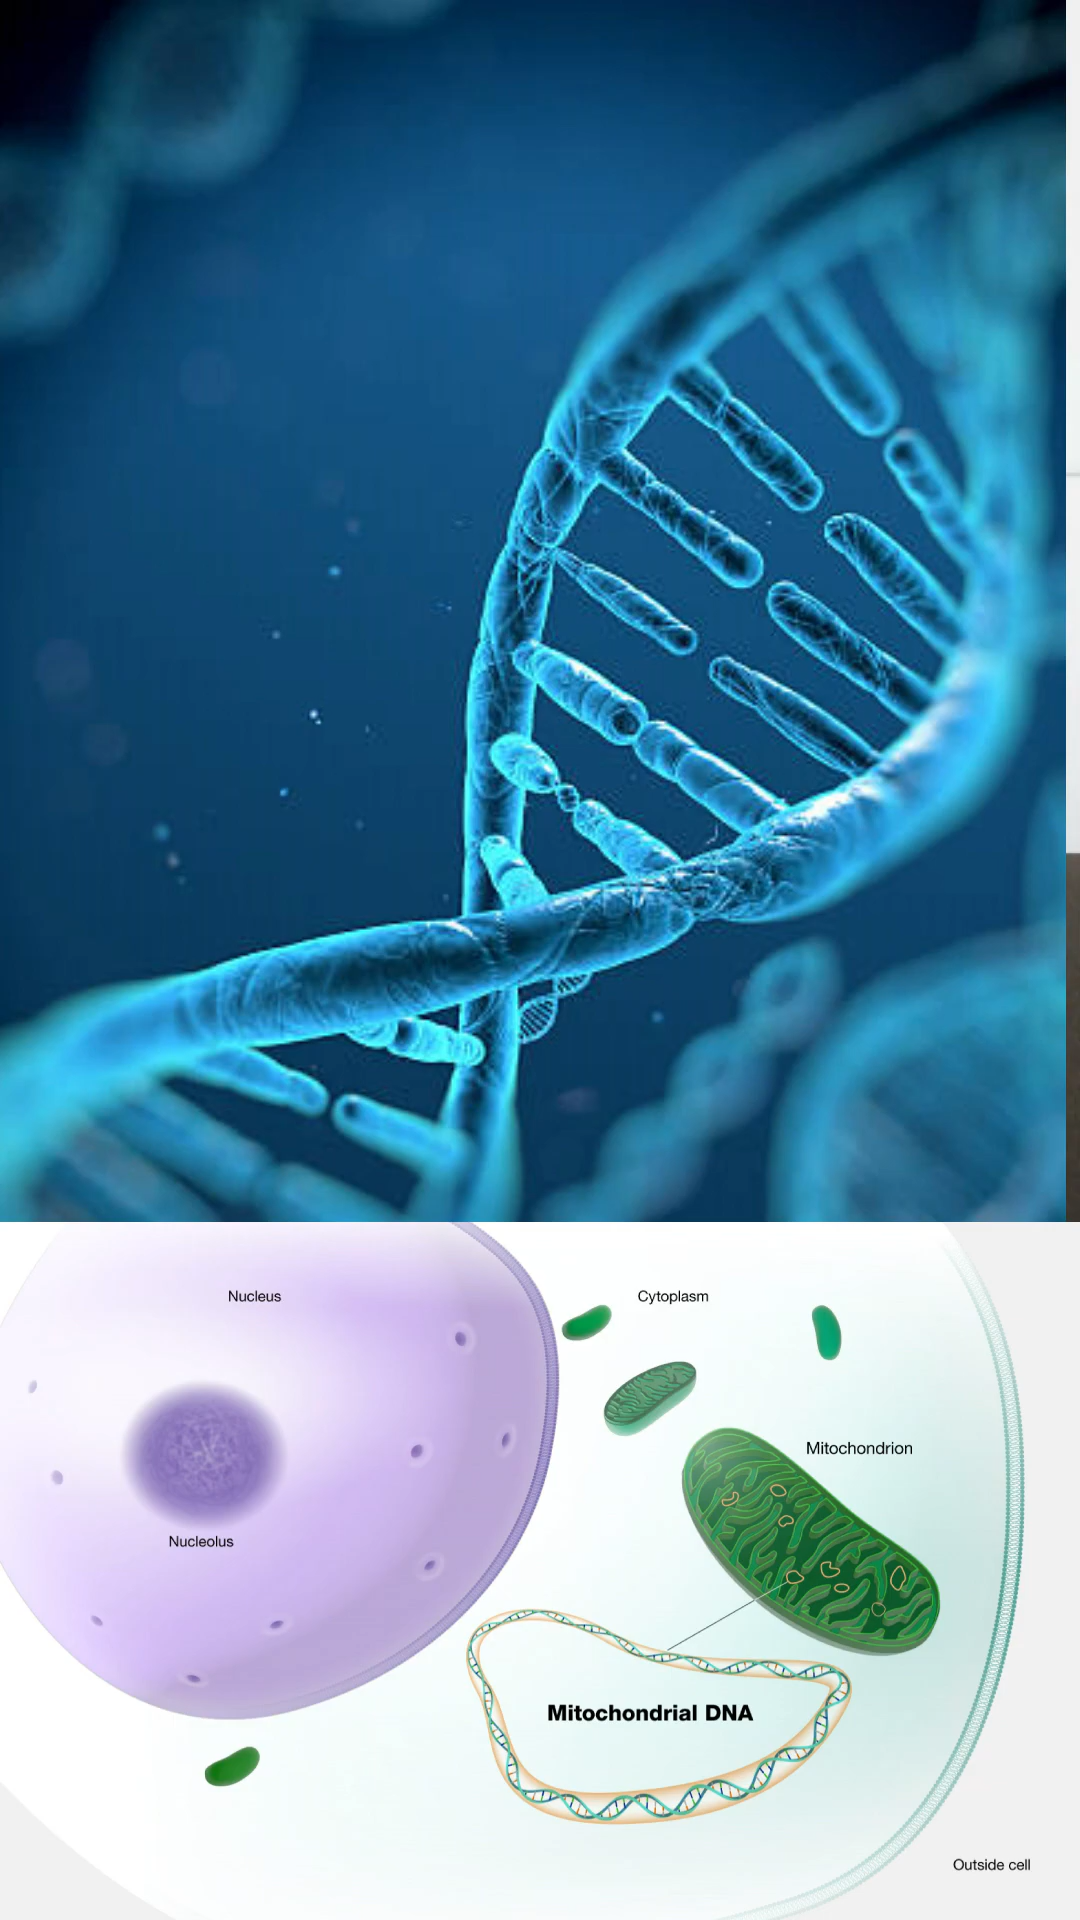 Nucleus
Cytoplasm
Mitochondrion
Nucleolus
Mitochondrial DNA
Outside cell